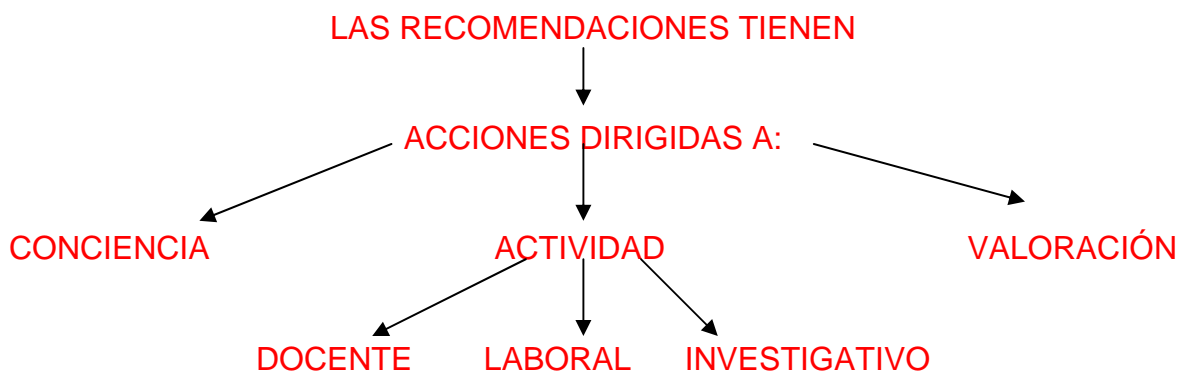 LAS RECOMENDACIONES TIENEN
ACCIONES DIRIGIDAS A:
CONCIENCIA ACTIVIDAD VALORACIÓN
DOCENTE LABORAL INVESTIGATIVO